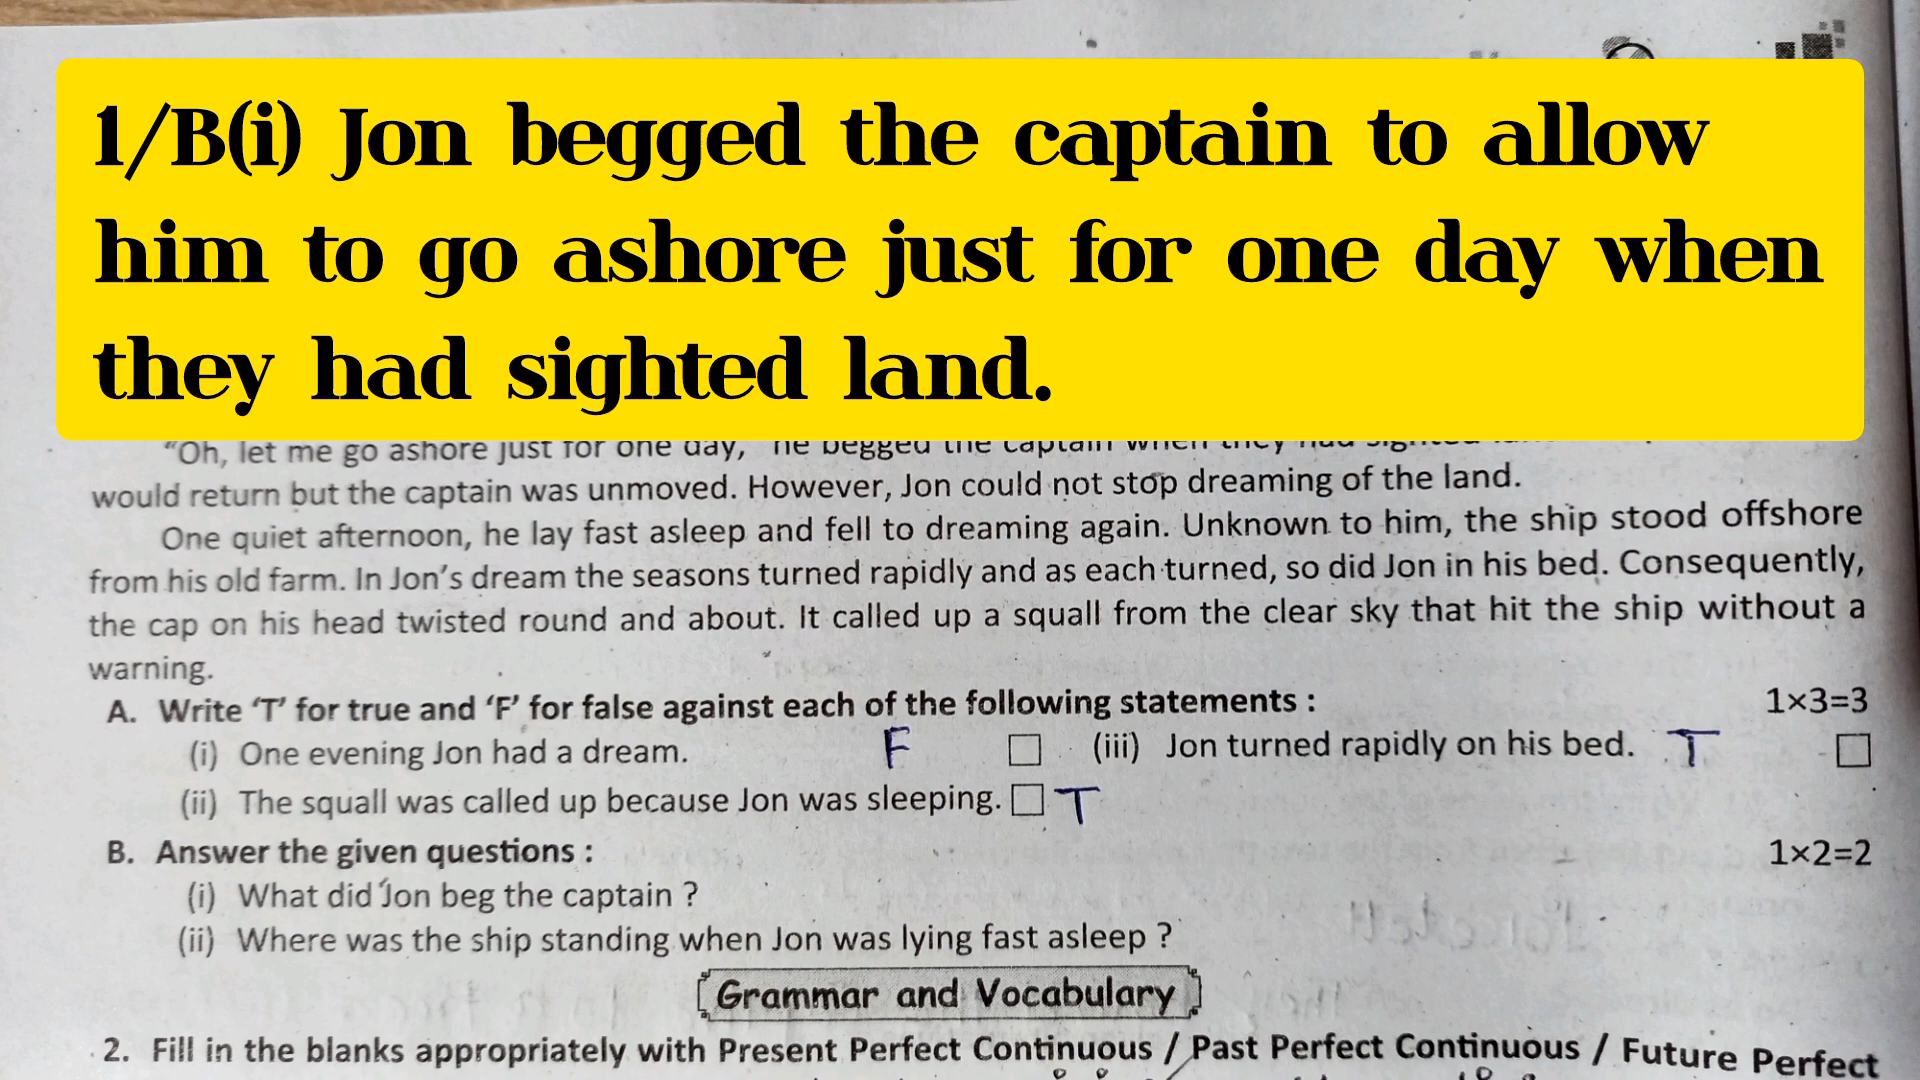 1/B(i) Jon begged the captain to allow
him to go ashore just for one day when
they had sighted land.
“Oh, let me go ashore just for one day,” he begged the captain when they had sighted
would return but the captain was unmoved. However, Jon could not stop dreaming of the land.
One quiet afternoon, he lay fast asleep and fell to dreaming again. Unknown to him, the ship stood offshore
from his old farm. In Jon’s dream the seasons turned rapidly and as each turned, so did Jon in his bed. Consequently,
the cap on his head twisted round and about. It called up a squall from the clear sky that hit the ship without a
warning.
A. Write ‘T’ for true and ‘F’ for false against each of the following statements : 1×3=3
(i) One evening Jon had a dream. F (iii) Jon turned rapidly on his bed. T
(ii) The squall was called up because Jon was sleeping. T
B. Answer the given questions : 1×2=2
(i) What did Jon beg the captain ?
(ii) Where was the ship standing when Jon was lying fast asleep ?
Grammar and Vocabulary
2. Fill in the blanks appropriately with Present Perfect Continuous / Past Perfect Continuous / Future Perfect